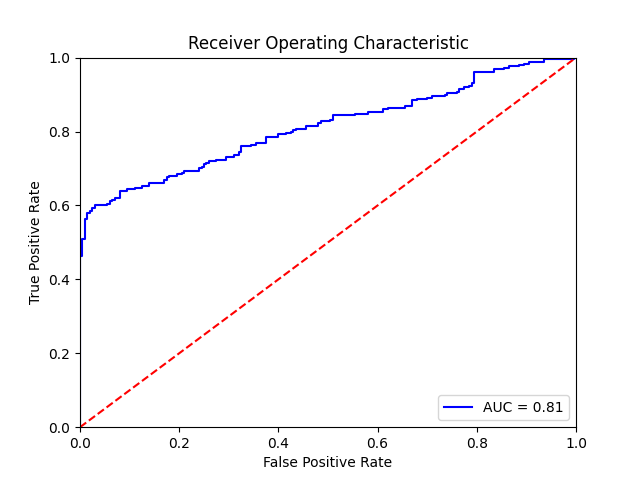 Receiver Operating Characteristic
True Positive Rate
1.0
0.8
0.6
0.4
0.2
0.0
AUC = 0.81
0.0 0.2 0.4 0.6 0.8 1.0
False Positive Rate